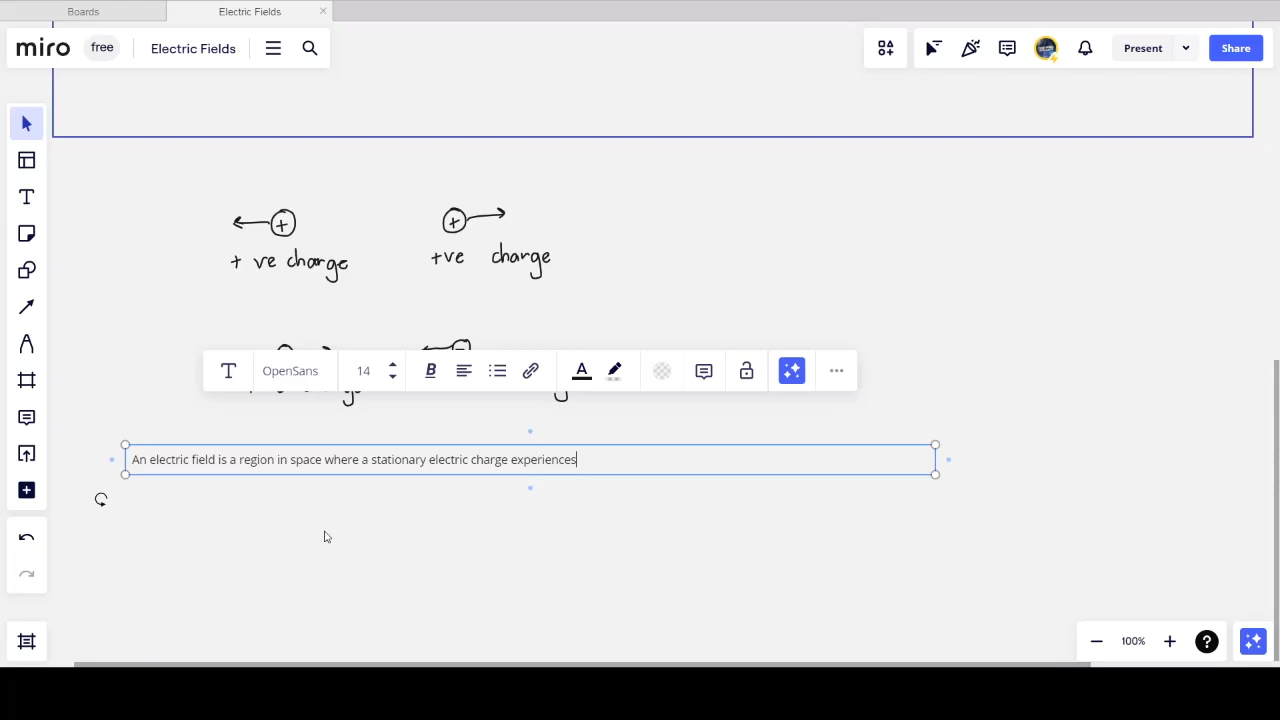 Boards
Electric Fields
miro free Electric Fields
Present
Share
+ +
+ ve charge
+ve charge
OpenSans 14 B A
An electric field is a region in space where a stationary electric charge experiences
100% ?